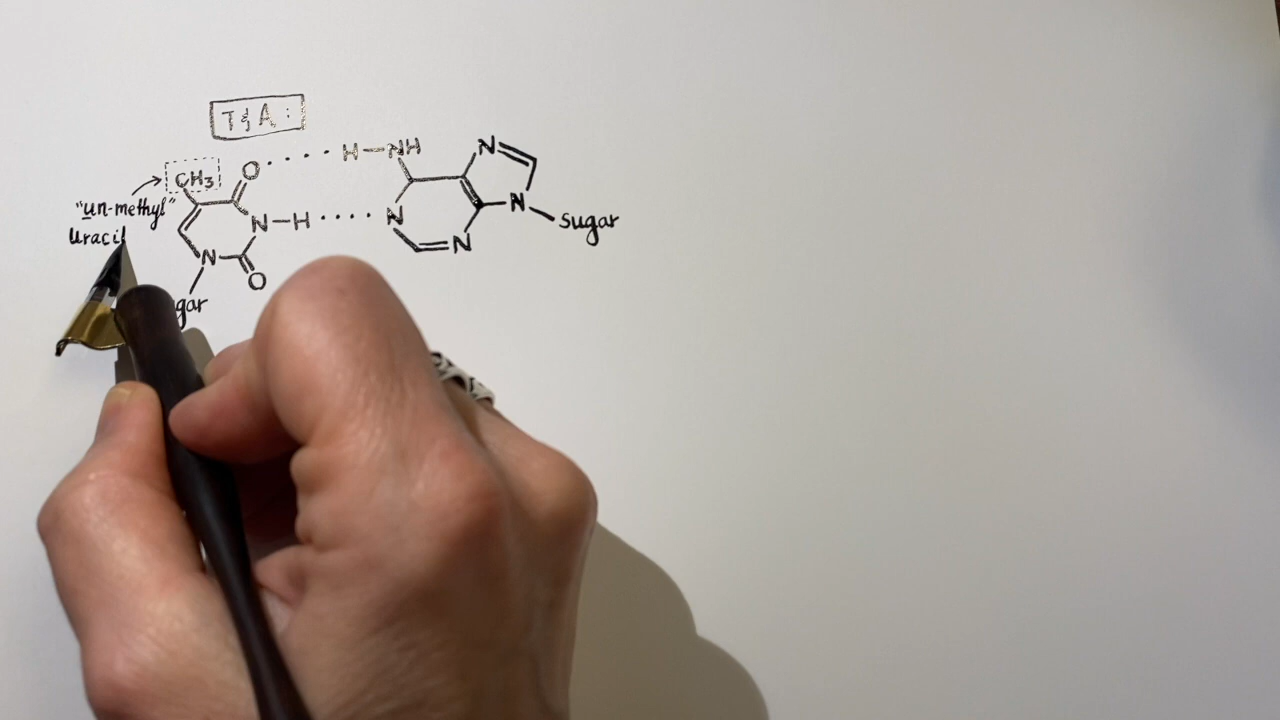 T & A :
O . . . . . H — NH
CH₃
N
N — H . . . . N
N
sugar
"un-methyl"
Uracil
N
N
O
gar